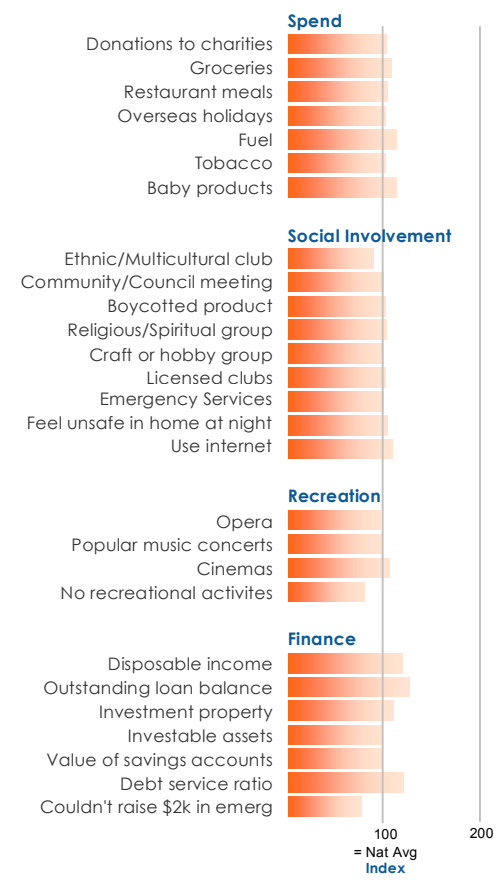 Spend
Donations to charities
Groceries
Restaurant meals
Overseas holidays
Fuel
Tobacco
Baby products
Social Involvement
Ethnic/Multicultural club
Community/Council meeting
Boycotted product
Religious/Spiritual group
Craft or hobby group
Licensed clubs
Emergency Services
Feel unsafe in home at night
Use internet
Recreation
Opera
Popular music concerts
Cinemas
No recreational activites
Finance
Disposable income
Outstanding loan balance
Investment property
Investable assets
Value of savings accounts
Debt service ratio
Couldn't raise $2k in emerg
100 200
= Nat Avg
Index